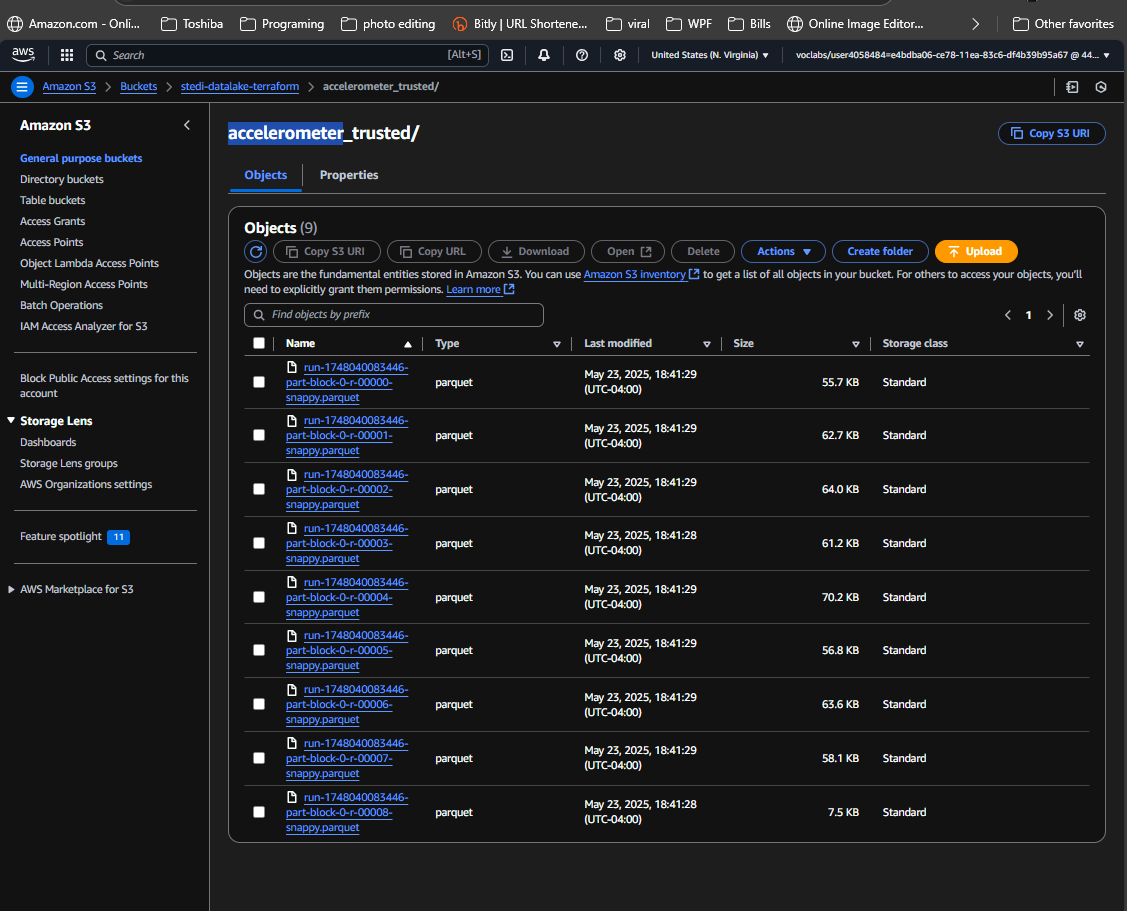 Amazon.com - Onli...
Toshiba
Programing
photo editing
Bitly | URL Shortene...
viral
WPF
Bills
Online Image Editor...
Other favorites
aws
Search
[Alt+S]
United States (N. Virginia)
voclabs/user4058484=e4bdba06-ce78-11ea-83c6-df4b39b95a67 @ 44...
Amazon S3
Buckets
stedi-datalake-terraform
accelerometer_trusted/
Amazon S3
General purpose buckets
Directory buckets
Table buckets
Access Grants
Access Points
Object Lambda Access Points
Multi-Region Access Points
Batch Operations
IAM Access Analyzer for S3
Block Public Access settings for this
account
Storage Lens
Dashboards
Storage Lens groups
AWS Organizations settings
Feature spotlight 11
AWS Marketplace for S3
accelerometer_trusted/
Copy S3 URI
Objects
Properties
Objects (9)
Copy S3 URI
Copy URL
Download
Open
Delete
Actions
Create folder
Upload
Objects are the fundamental entities stored in Amazon S3. You can use Amazon S3 inventory to get a list of all objects in your bucket. For others to access your objects, you'll
need to explicitly grant them permissions. Learn more
Find objects by prefix
1
Name Type Last modified Size Storage class
run-1748040083446-
part-block-0-r-00000-
snappy.parquet
parquet
May 23, 2025, 18:41:29
(UTC-04:00)
55.7 KB
Standard
run-1748040083446-
part-block-0-r-00001-
snappy.parquet
parquet
May 23, 2025, 18:41:29
(UTC-04:00)
62.7 KB
Standard
run-1748040083446-
part-block-0-r-00002-
snappy.parquet
parquet
May 23, 2025, 18:41:29
(UTC-04:00)
64.0 KB
Standard
run-1748040083446-
part-block-0-r-00003-
snappy.parquet
parquet
May 23, 2025, 18:41:28
(UTC-04:00)
61.2 KB
Standard
run-1748040083446-
part-block-0-r-00004-
snappy.parquet
parquet
May 23, 2025, 18:41:29
(UTC-04:00)
70.2 KB
Standard
run-1748040083446-
part-block-0-r-00005-
snappy.parquet
parquet
May 23, 2025, 18:41:29
(UTC-04:00)
56.8 KB
Standard
run-1748040083446-
part-block-0-r-00006-
snappy.parquet
parquet
May 23, 2025, 18:41:29
(UTC-04:00)
63.6 KB
Standard
run-1748040083446-
part-block-0-r-00007-
snappy.parquet
parquet
May 23, 2025, 18:41:29
(UTC-04:00)
58.1 KB
Standard
run-1748040083446-
part-block-0-r-00008-
snappy.parquet
parquet
May 23, 2025, 18:41:28
(UTC-04:00)
7.5 KB
Standard